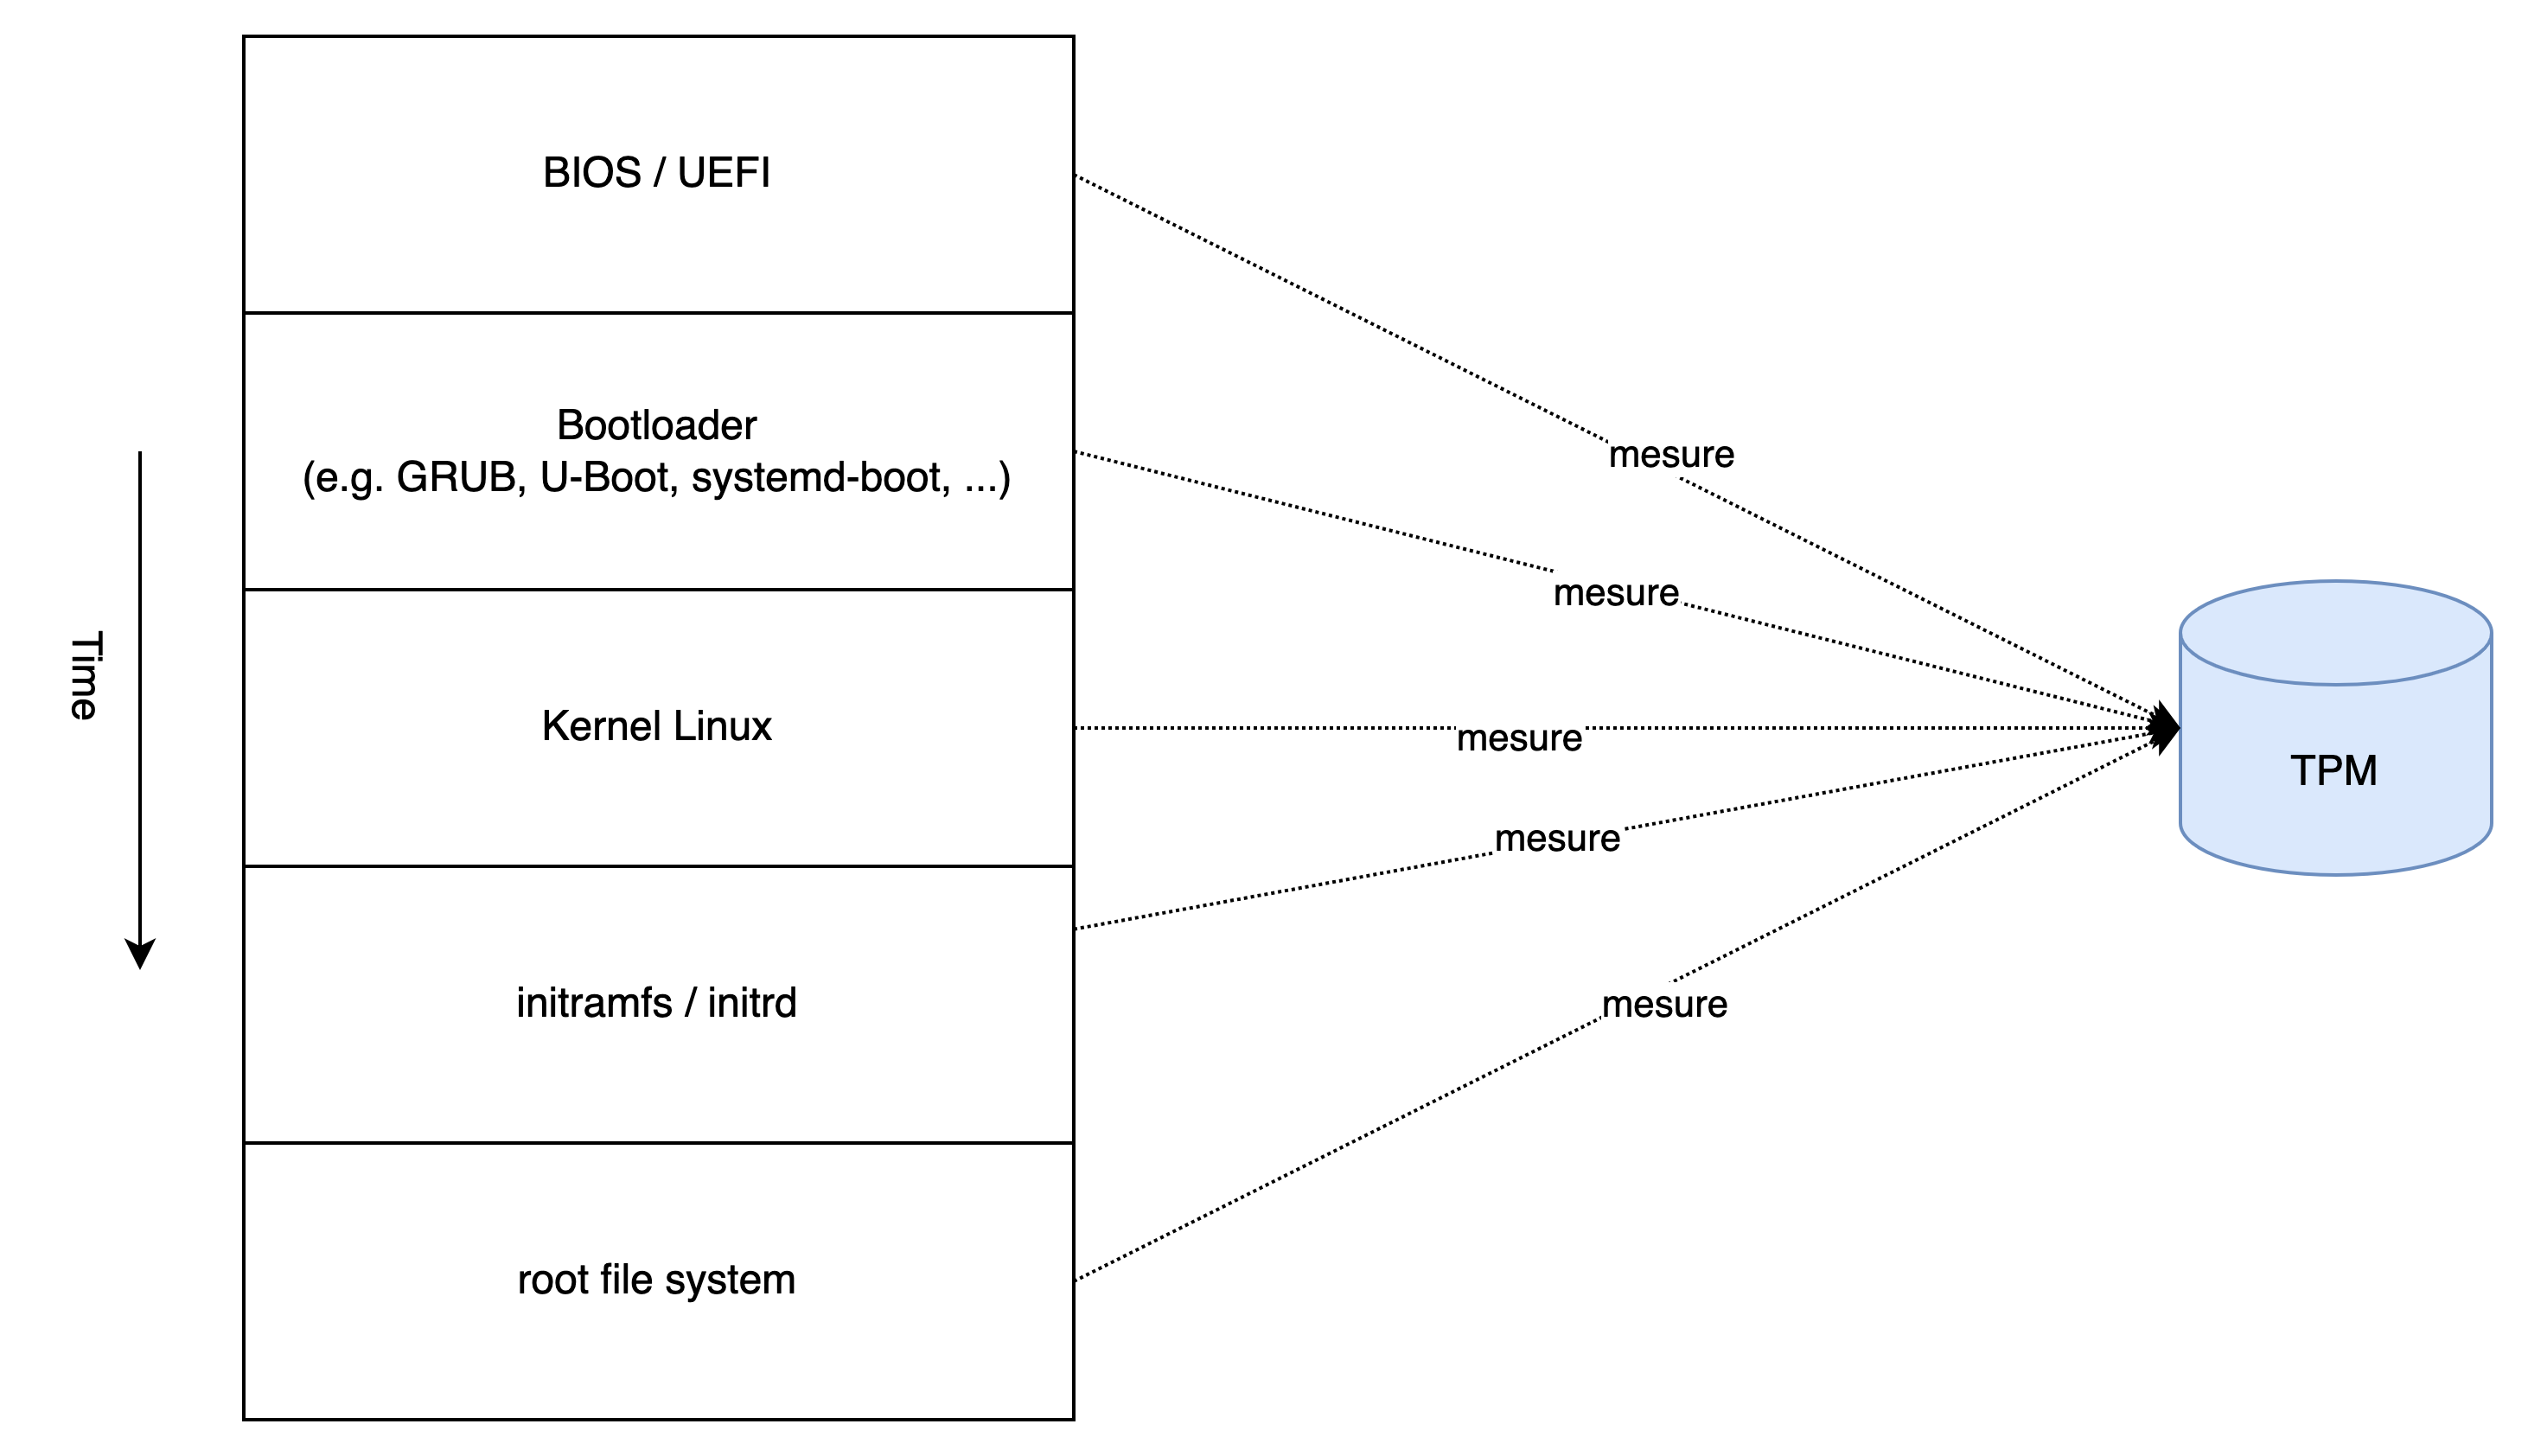 BIOS / UEFI
Bootloader
(e.g. GRUB, U-Boot, systemd-boot, ...)
Kernel Linux
initramfs / initrd
root file system
Time
mesure
mesure
mesure
mesure
mesure
TPM